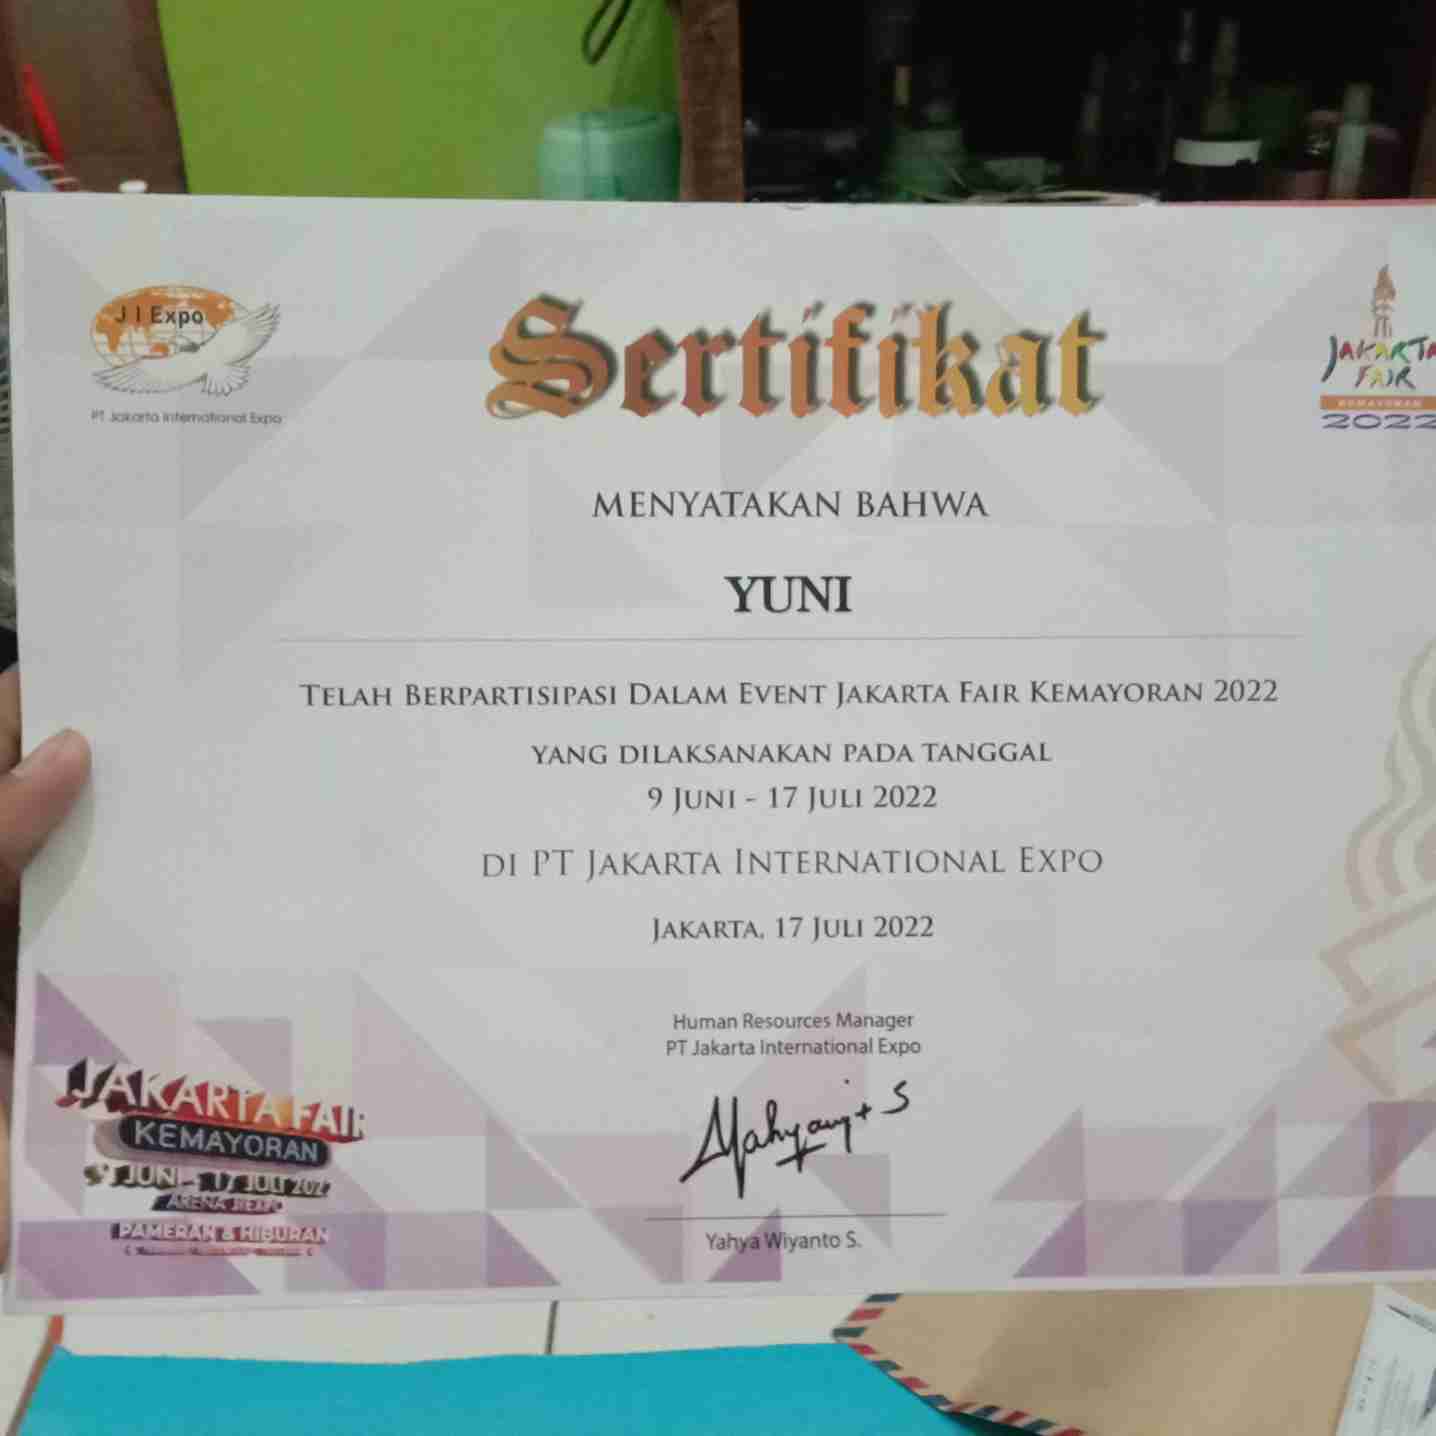 J I Expo
PT Jakarta International Expo
Sertifikat
JAKARTA
FAIR
KEMAYORAN
2022
MENYATAKAN BAHWA
YUNI
TELAH BERPARTISIPASI DALAM EVENT JAKARTA FAIR KEMAYORAN 2022
YANG DILAKSANAKAN PADA TANGGAL
9 JUNI - 17 JULI 2022
DI PT JAKARTA INTERNATIONAL EXPO
JAKARTA, 17 JULI 2022
Human Resources Manager
PT Jakarta International Expo
Yahya Wiyanto S.
JAKARTA FAIR
KEMAYORAN
9 JUNI - 17 JULI 2022
ARENA JIEXPO
PAMERAN & HIBURAN